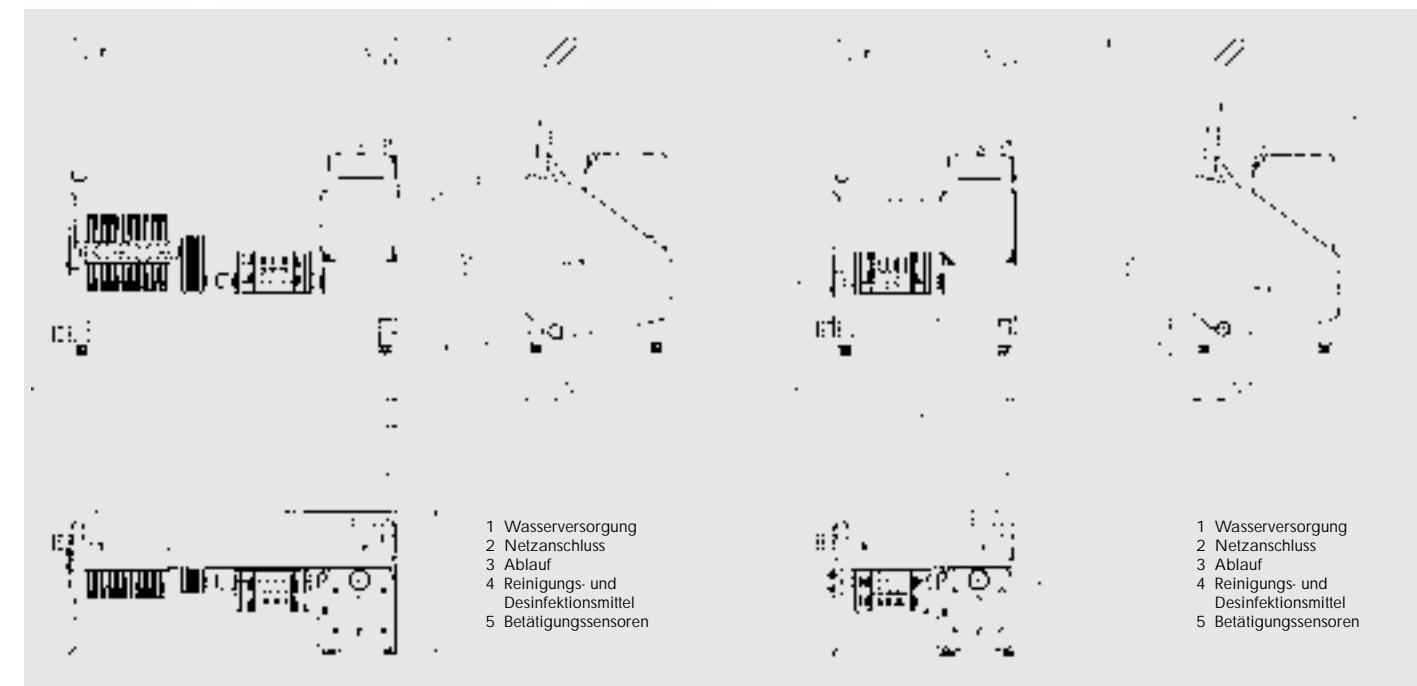 1 Wasserversorgung
2 Netzanschluss
3 Ablauf
4 Reinigungs- und
Desinfektionsmittel
5 Betätigungssensoren
1 Wasserversorgung
2 Netzanschluss
3 Ablauf
4 Reinigungs- und
Desinfektionsmittel
5 Betätigungssensoren